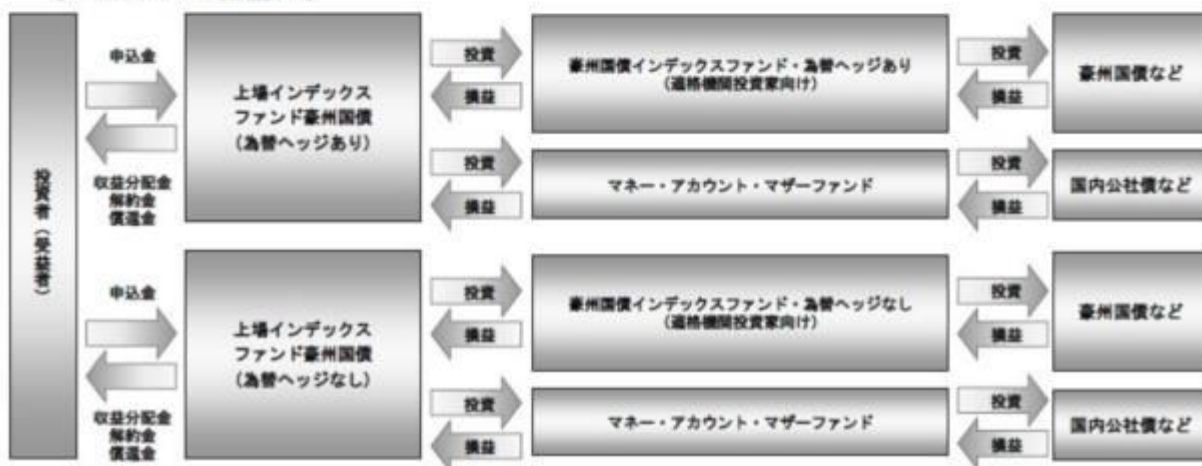 投資者（受益者）
申込金
収益分配金
解約金
償還金
上場インデックス
ファンド豪州国債
（為替ヘッジあり）
投資
損益
豪州国債インデックスファンド・為替ヘッジあり
（適格機関投資家向け）
投資
損益
豪州国債など
投資
損益
マネー・アカウント・マザーファンド
投資
損益
国内公社債など
申込金
収益分配金
解約金
償還金
上場インデックス
ファンド豪州国債
（為替ヘッジなし）
投資
損益
豪州国債インデックスファンド・為替ヘッジなし
（適格機関投資家向け）
投資
損益
豪州国債など
投資
損益
マネー・アカウント・マザーファンド
投資
損益
国内公社債など